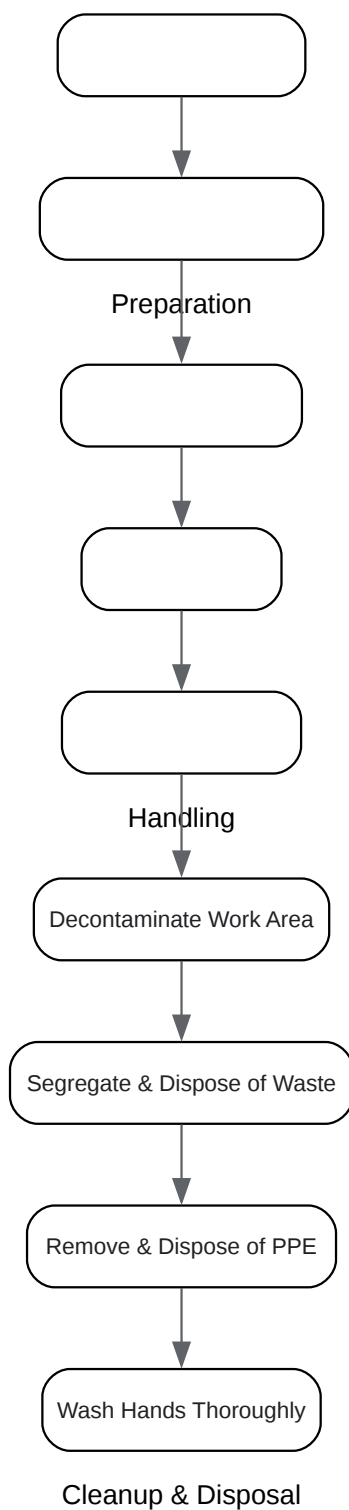 Preparation
Handling
Decontaminate Work Area
Segregate & Dispose of Waste
Remove & Dispose of PPE
Wash Hands Thoroughly
Cleanup & Disposal